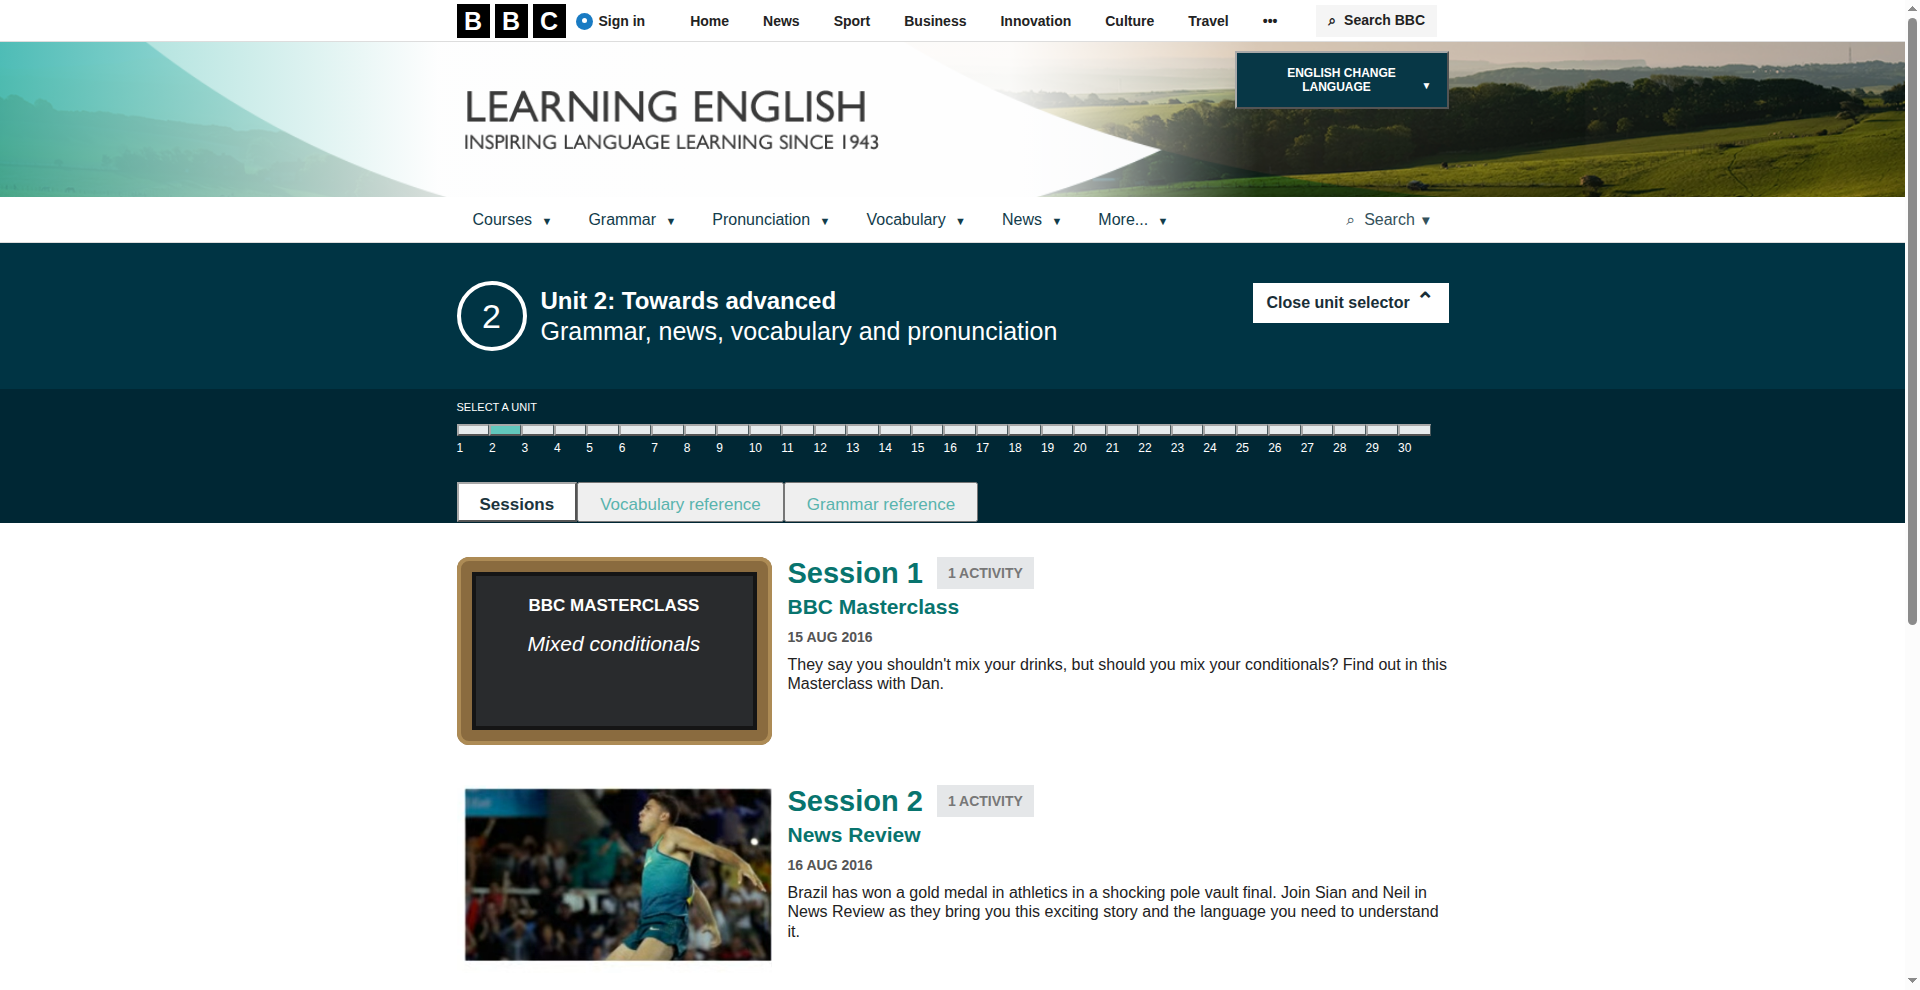 BBC Sign in Home News Sport Business Innovation Culture Travel ••• Search BBC
ENGLISH CHANGE
LANGUAGE
LEARNING ENGLISH
INSPIRING LANGUAGE LEARNING SINCE 1943
Courses Grammar Pronunciation Vocabulary News More... Search
2
Unit 2: Towards advanced
Grammar, news, vocabulary and pronunciation
Close unit selector
SELECT A UNIT
1 2 3 4 5 6 7 8 9 10 11 12 13 14 15 16 17 18 19 20 21 22 23 24 25 26 27 28 29 30
Sessions Vocabulary reference Grammar reference
BBC MASTERCLASS
Mixed conditionals
Session 1 1 ACTIVITY
BBC Masterclass
15 AUG 2016
They say you shouldn't mix your drinks, but should you mix your conditionals? Find out in this
Masterclass with Dan.
Session 2 1 ACTIVITY
News Review
16 AUG 2016
Brazil has won a gold medal in athletics in a shocking pole vault final. Join Sian and Neil in
News Review as they bring you this exciting story and the language you need to understand
it.